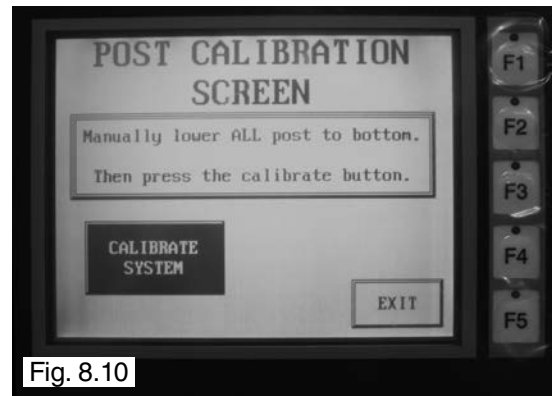 POST CALIBRATION
SCREEN
Manually lower ALL post to bottom.
Then press the calibrate button.
CALIBRATE
SYSTEM
EXIT
F1
F2
F3
F4
F5
Fig. 8.10